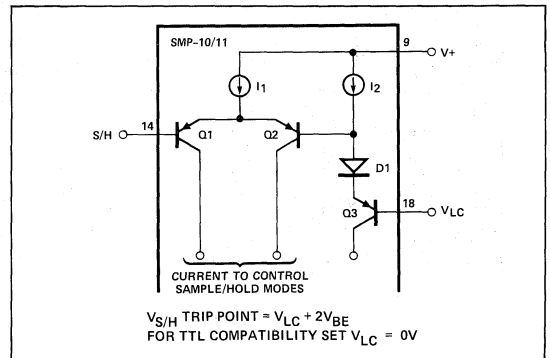 SMP-10/11
9
V+
I1
I2
14
S/H
Q1
Q2
D1
18
VLC
Q3
CURRENT TO CONTROL
SAMPLE/HOLD MODES
VS/H TRIP POINT ≈ VLC + 2VBE
FOR TTL COMPATIBILITY SET VLC = 0V